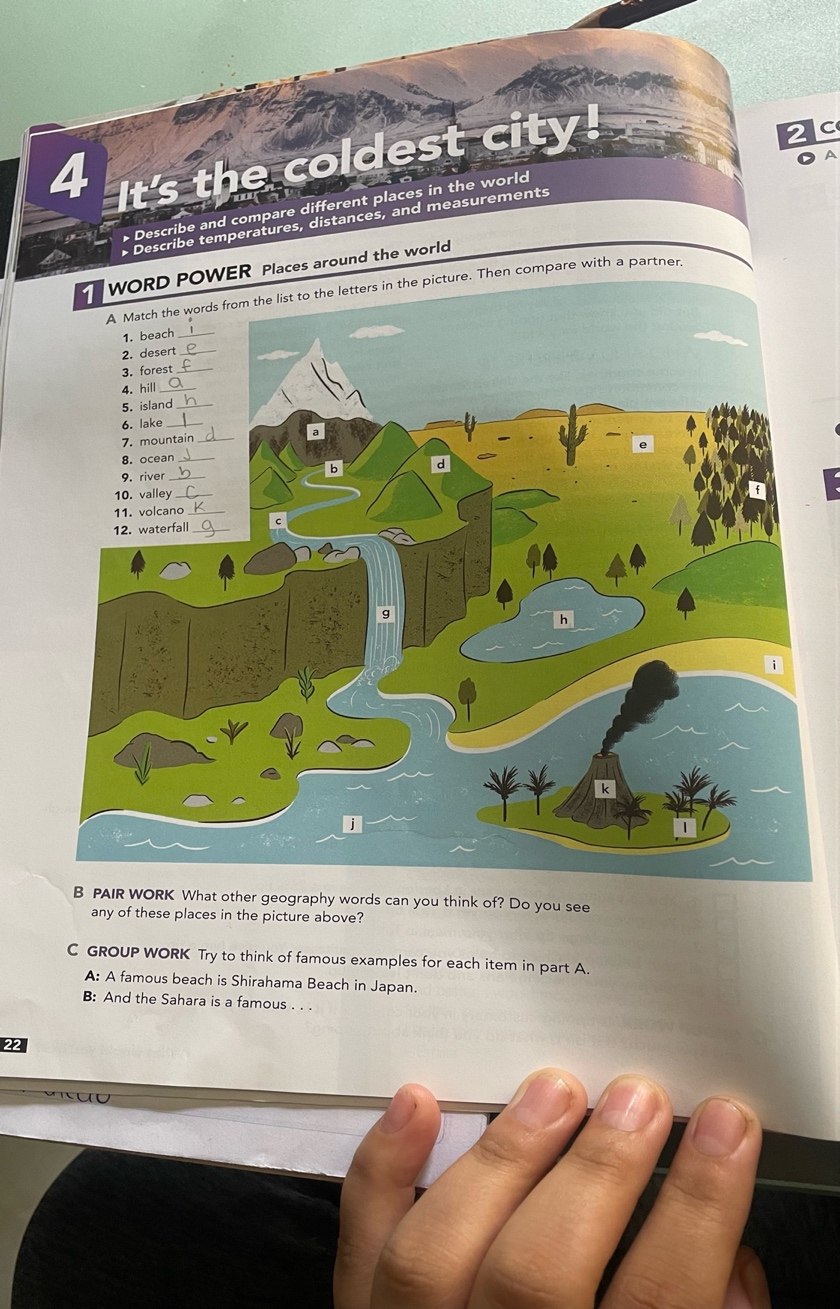 4 It's the coldest city!
▸ Describe and compare different places in the world
▸ Describe temperatures, distances, and measurements
1 WORD POWER Places around the world
A Match the words from the list to the letters in the picture. Then compare with a partner.
1. beach i
2. desert e
3. forest f
4. hill a
5. island h
6. lake l
7. mountain d
8. ocean j
9. river b
10. valley c
11. volcano k
12. waterfall g
a
b
c
d
e
f
g
h
i
j
k
l
B PAIR WORK What other geography words can you think of? Do you see
any of these places in the picture above?
C GROUP WORK Try to think of famous examples for each item in part A.
A: A famous beach is Shirahama Beach in Japan.
B: And the Sahara is a famous . . .
22
2
A